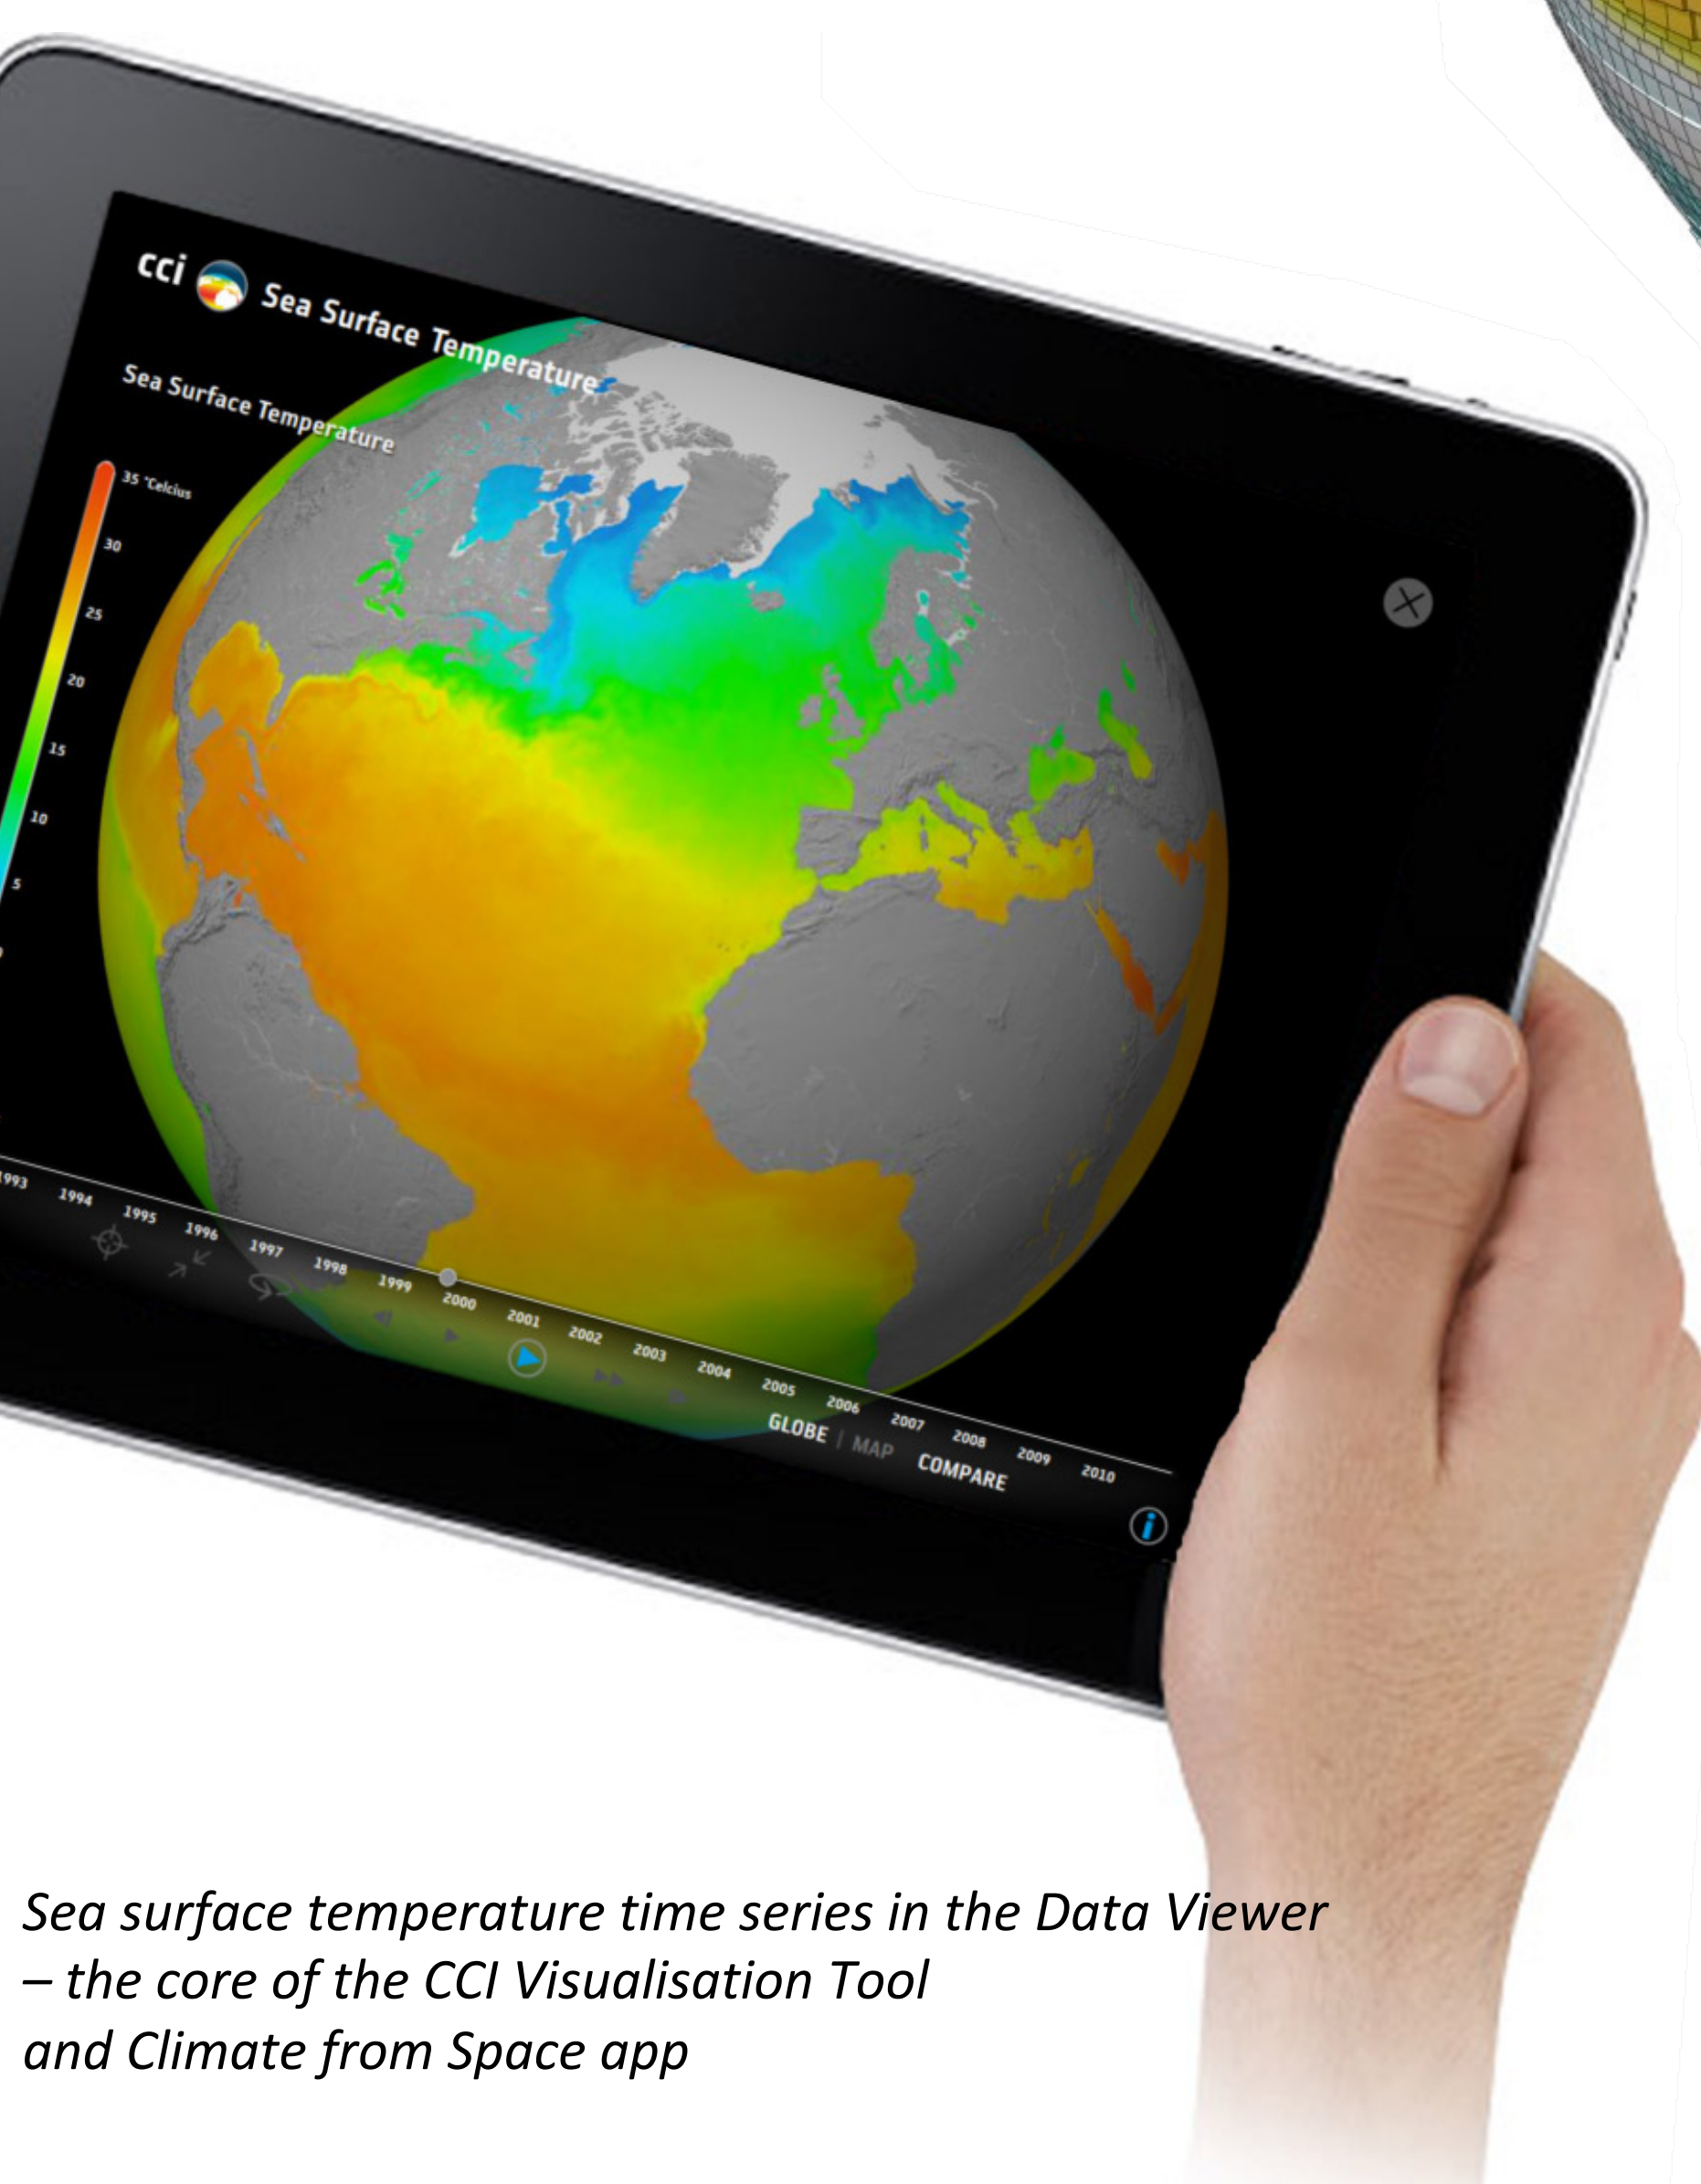 cci Sea Surface Temperature
Sea Surface Temperature
35 °Celcius
30
25
20
15
10
5
1993 1994 1995 1996 1997 1998 1999 2000 2001 2002 2003 2004 2005 2006 2007 2008 2009 2010
GLOBE | MAP COMPARE
i
Sea surface temperature time series in the Data Viewer
– the core of the CCI Visualisation Tool
and Climate from Space app